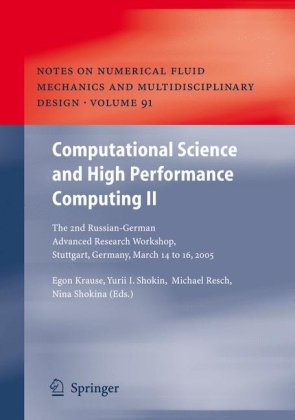 NOTES ON NUMERICAL FLUID
MECHANICS AND MULTIDISCIPLINARY
DESIGN · VOLUME 91
Computational Science
and High Performance
Computing II
The 2nd Russian-German
Advanced Research Workshop,
Stuttgart, Germany, March 14 to 16, 2005
Egon Krause, Yurii I. Shokin, Michael Resch,
Nina Shokina (Eds.)
Springer